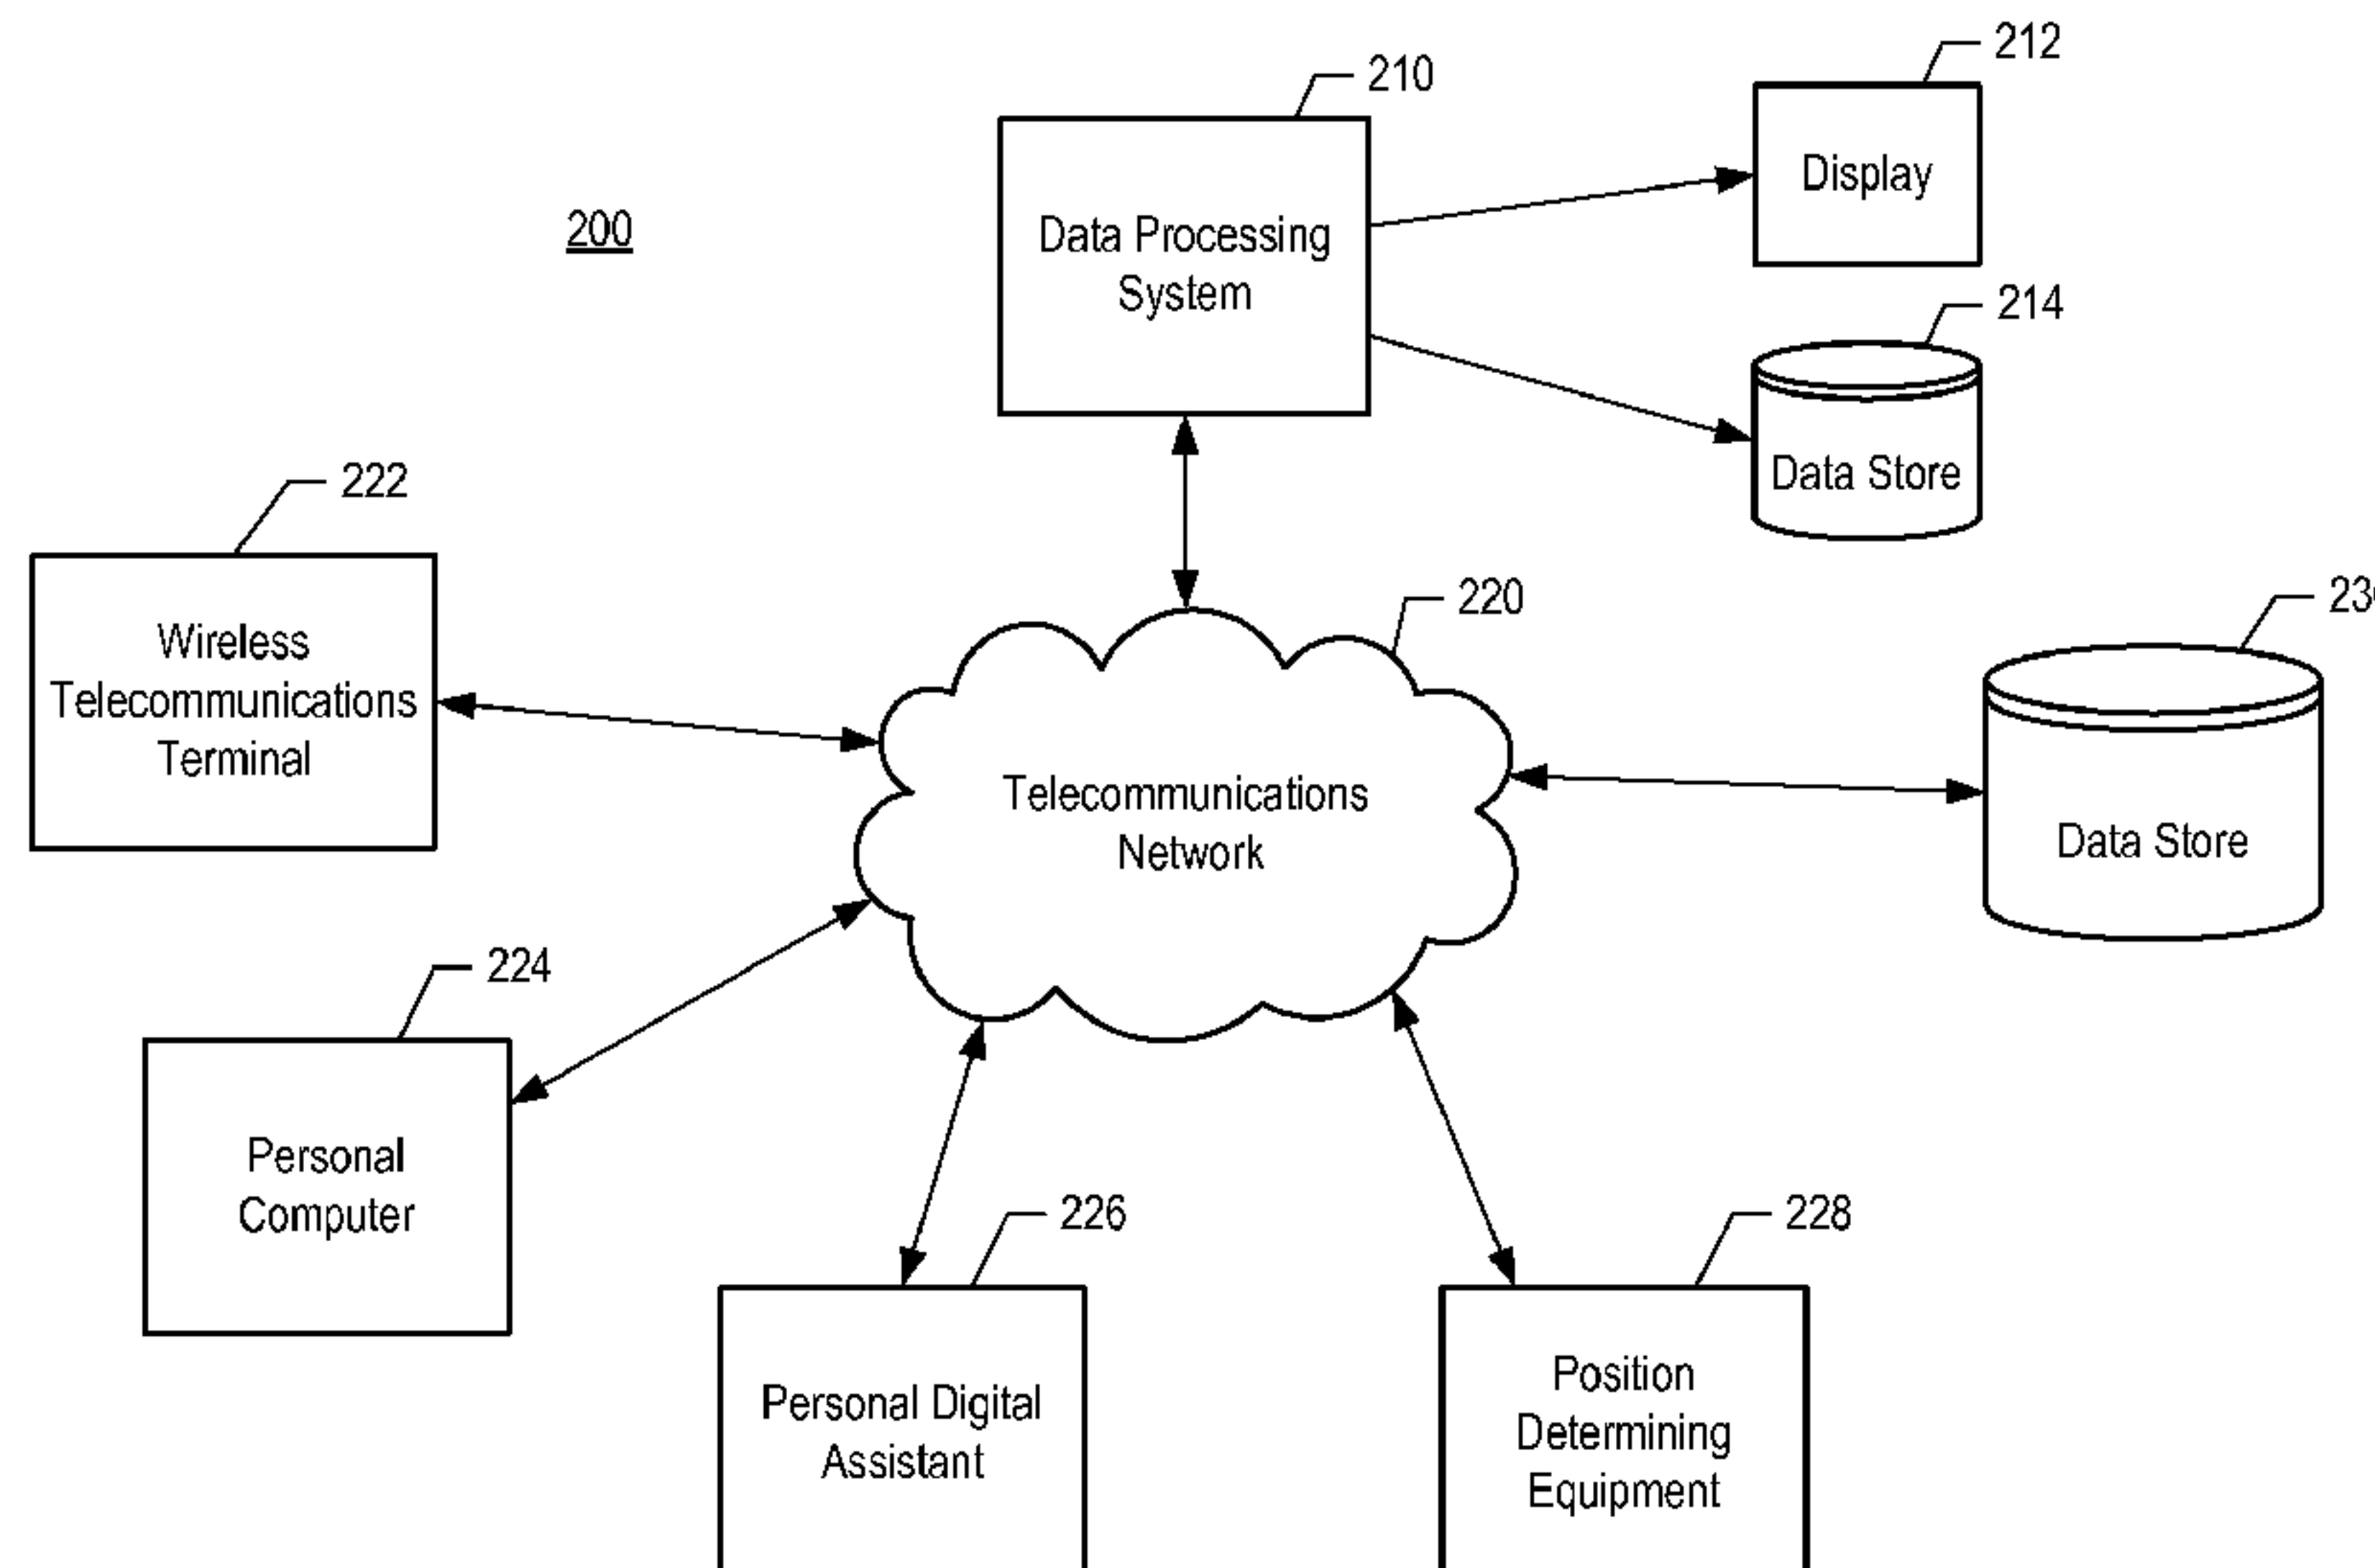 212
210
Display
200
Data Processing
System
214
Data Store
222
220
Wireless
Telecommunications
Terminal
Telecommunications
Network
Data Store
224
Personal
Computer
226
228
Personal Digital
Assistant
Position
Determining
Equipment